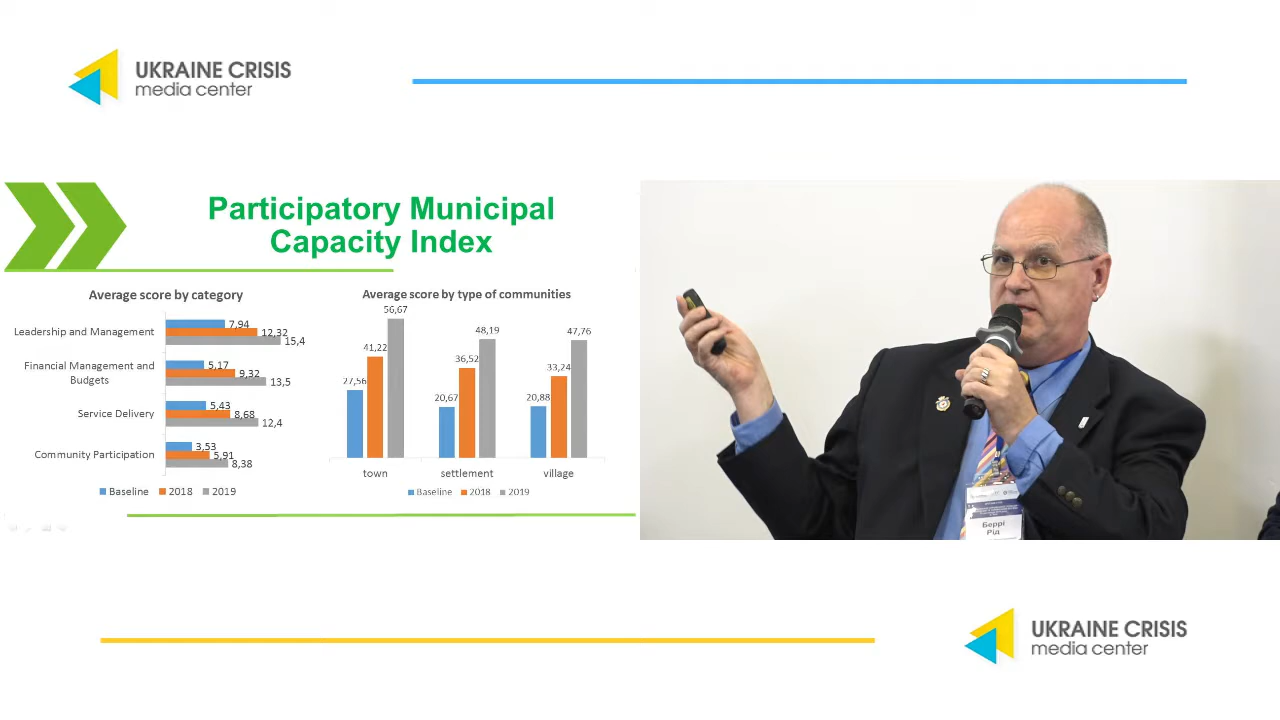 UKRAINE CRISIS
media center
Participatory Municipal
Capacity Index
Average score by category
Leadership and Management
7,94
12,32
15,4
Financial Management and
Budgets
5,17
9,32
13,5
Service Delivery
5,43
8,68
12,4
Community Participation
3,53
5,91
8,38
Baseline 2018 2019
Average score by type of communities
27,56 41,22 56,67
20,67 36,52 48,19
20,88 33,24 47,76
town settlement village
Baseline 2018 2019
Беррі
Рід
UKRAINE CRISIS
media center